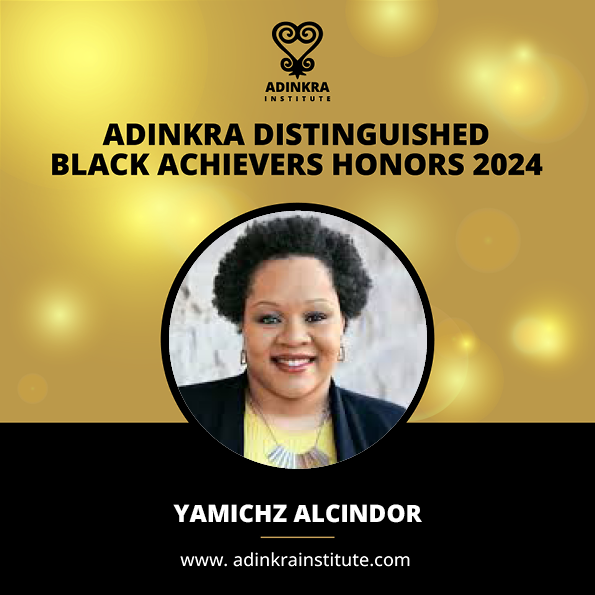 ADINKRA
INSTITUTE
ADINKRA DISTINGUISHED
BLACK ACHIEVERS HONORS 2024
YAMICHZ ALCINDOR
www. adinkrainstitute.com